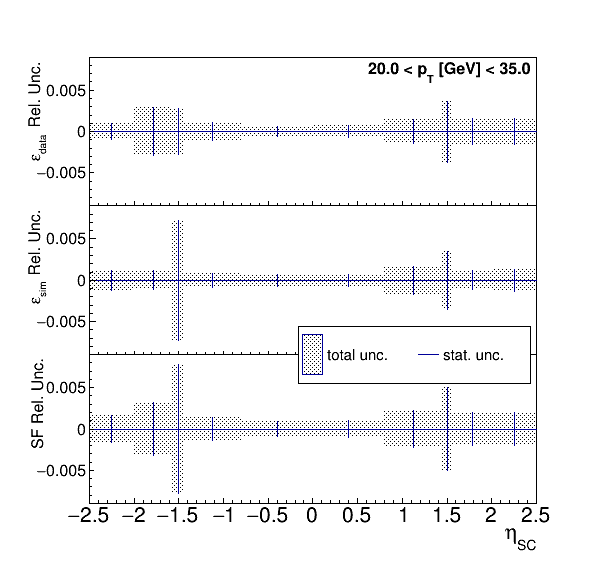 20.0 < p_T [GeV] < 35.0
ε_data Rel. Unc.
0.005
0
−0.005
ε_sim Rel. Unc.
0.005
0
−0.005
total unc.
stat. unc.
SF Rel. Unc.
0.005
0
−0.005
−2.5 −2 −1.5 −1 −0.5 0 0.5 1 1.5 2 2.5
η_SC